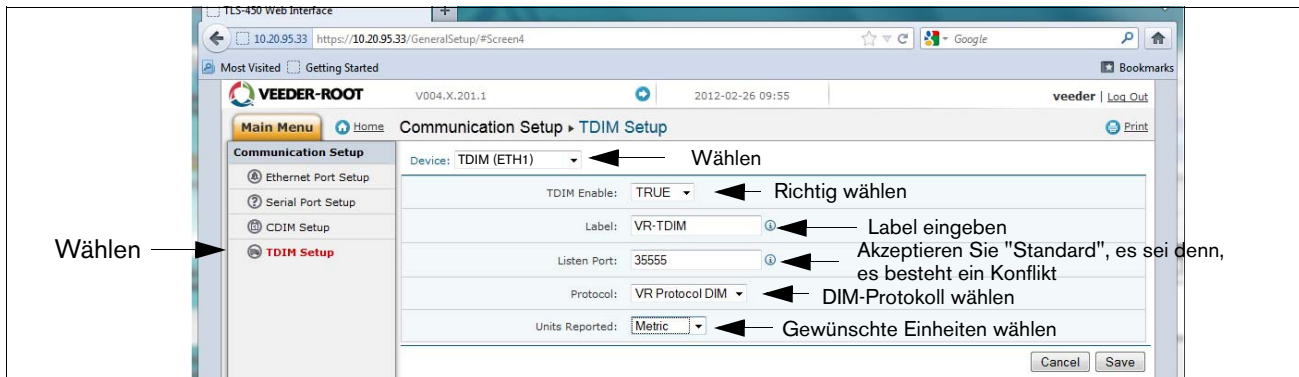 TLS-450 Web Interface +
10.20.95.33 https://10.20.95.33/GeneralSetup/#Screen4 Google
Most Visited Getting Started Bookmarks
VEEDER-ROOT V004.X.201.1 2012-02-26 09:55 veeder | Log Out
Main Menu Home Communication Setup ▸ TDIM Setup Print
Communication Setup
Ethernet Port Setup
Serial Port Setup
CDIM Setup
TDIM Setup
Wählen
Device: TDIM (ETH1) Wählen
TDIM Enable: TRUE Richtig wählen
Label: VR-TDIM Label eingeben
Listen Port: 35555 Akzeptieren Sie "Standard", es sei denn,
es besteht ein Konflikt
Protocol: VR Protocol DIM DIM-Protokoll wählen
Units Reported: Metric Gewünschte Einheiten wählen
Cancel Save